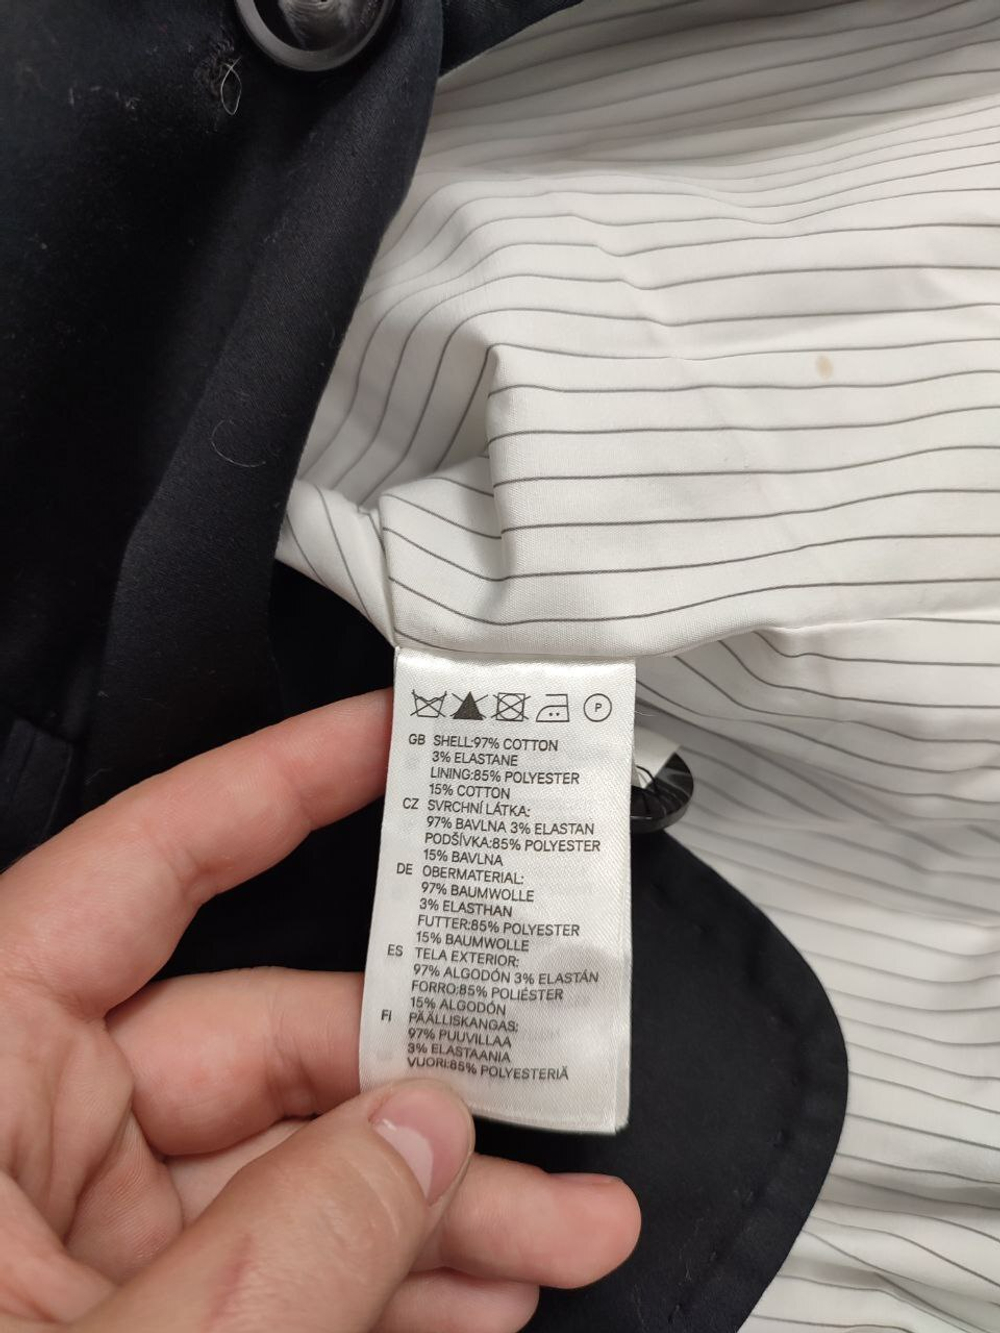 P
GB SHELL:97% COTTON
3% ELASTANE
LINING:85% POLYESTER
15% COTTON
CZ SVRCHNÍ LÁTKA:
97% BAVLNA 3% ELASTAN
PODŠÍVKA:85% POLYESTER
15% BAVLNA
DE OBERMATERIAL:
97% BAUMWOLLE
3% ELASTHAN
FUTTER:85% POLYESTER
15% BAUMWOLLE
ES TELA EXTERIOR:
97% ALGODÓN 3% ELASTÁN
FORRO:85% POLIÉSTER
15% ALGODÓN
FI PÄÄLLISKANGAS:
97% PUUVILLAA
3% ELASTAANIA
VUORI:85% POLYESTERIÄ